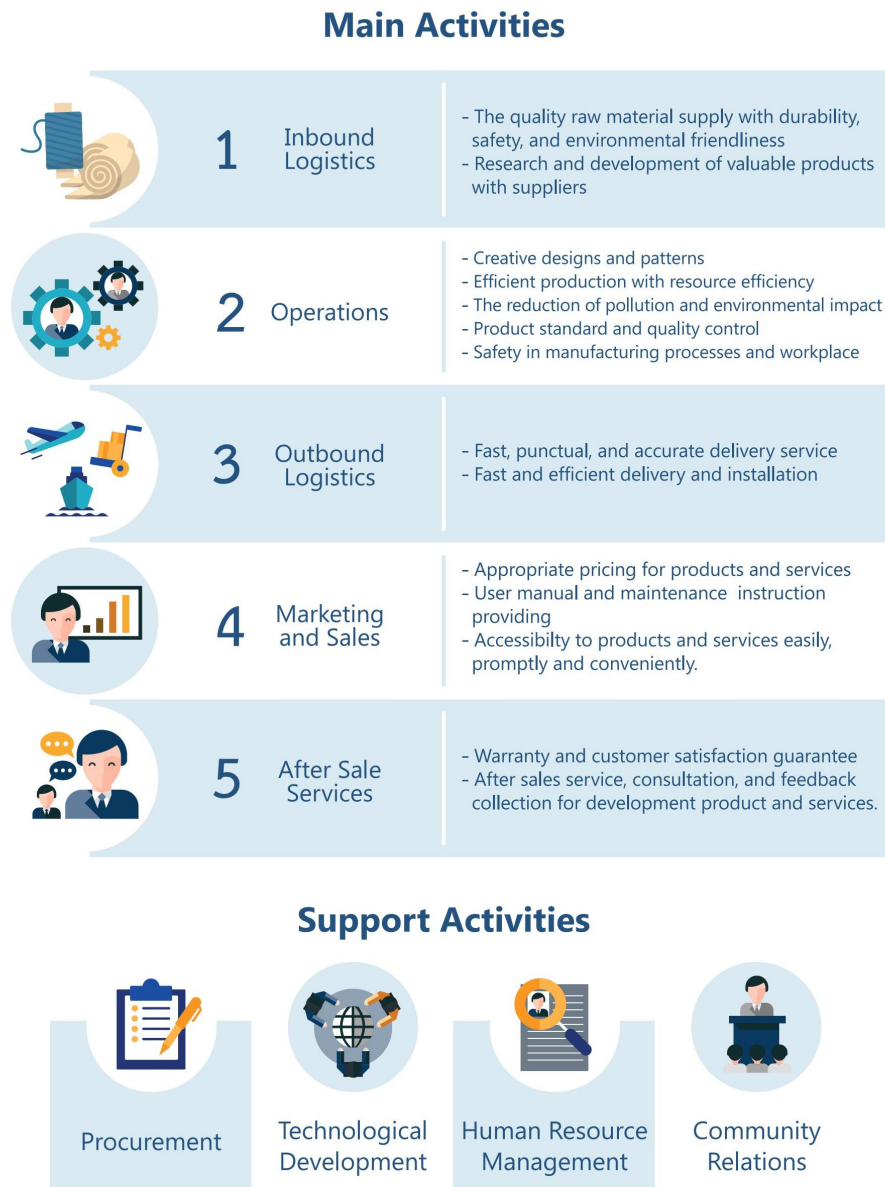 Main Activities
1
Inbound
Logistics
- The quality raw material supply with durability,
safety, and environmental friendliness
- Research and development of valuable products
with suppliers
2
Operations
- Creative designs and patterns
- Efficient production with resource efficiency
- The reduction of pollution and environmental impact
- Product standard and quality control
- Safety in manufacturing processes and workplace
3
Outbound
Logistics
- Fast, punctual, and accurate delivery service
- Fast and efficient delivery and installation
4
Marketing
and Sales
- Appropriate pricing for products and services
- User manual and maintenance  instruction
providing
- Accessibilty to products and services easily,
promptly and conveniently.
5
After Sale
Services
- Warranty and customer satisfaction guarantee
- After sales service, consultation, and feedback
collection for development product and services.
Support Activities
Procurement
Technological
Development
Human Resource
Management
Community
Relations